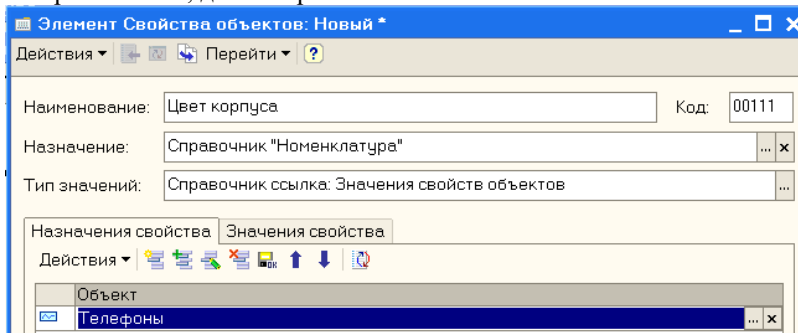 Элемент Свойства объектов: Новый *
Действия Перейти
Наименование: Цвет корпуса Код: 00111
Назначение: Справочник "Номенклатура" ... x
Тип значений: Справочник ссылка: Значения свойств объектов ...
Назначения свойства Значения свойства
Действия
Объект
Телефоны ... x